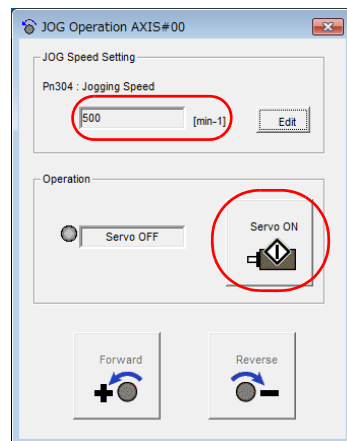 JOG Operation AXIS#00
JOG Speed Setting
Pn304 : Jogging Speed
500 [min-1] Edit
Operation
Servo OFF
Servo ON
Forward Reverse